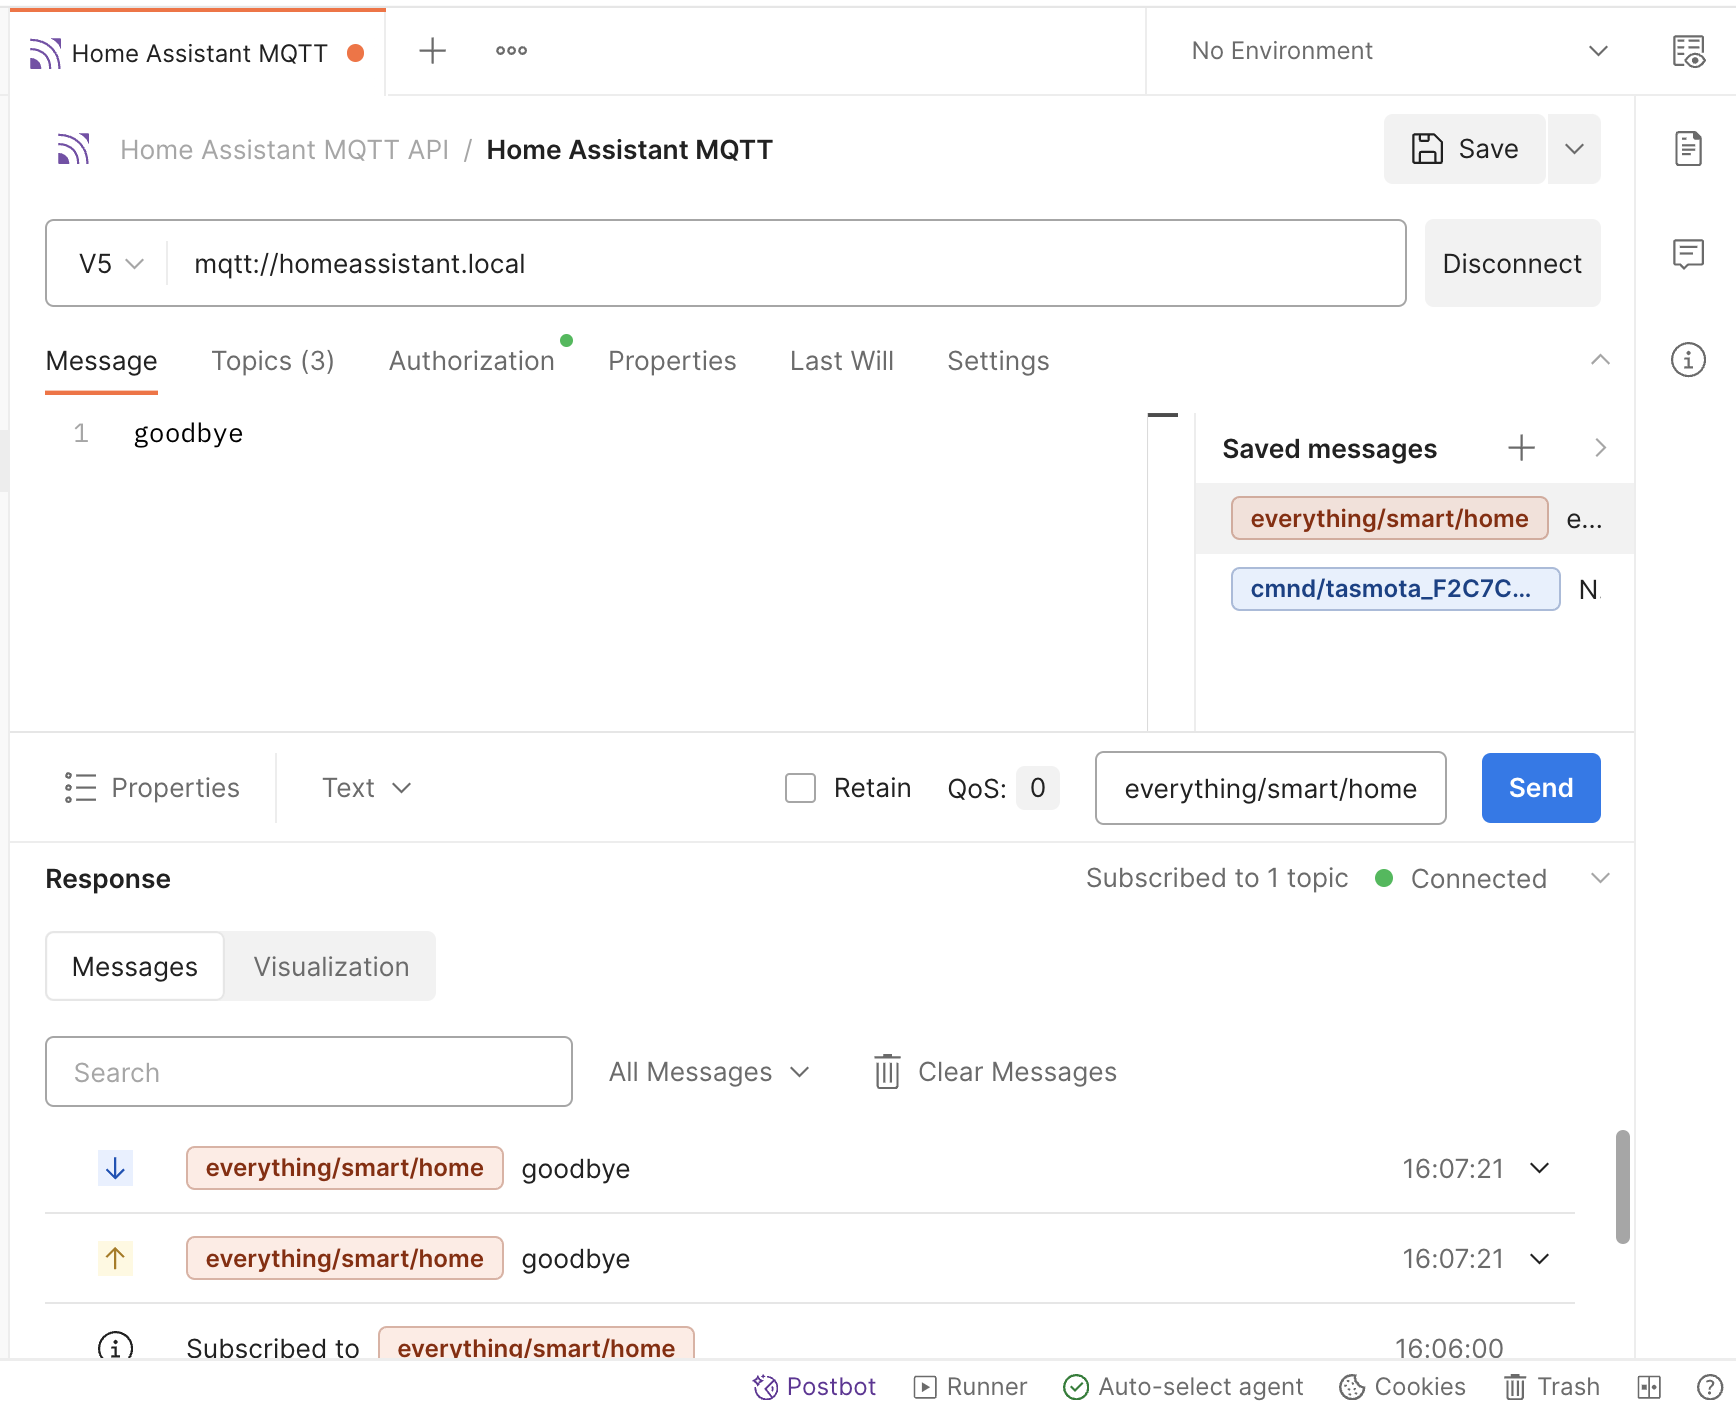 Home Assistant MQTT
No Environment
Home Assistant MQTT API / Home Assistant MQTT
Save
V5 mqtt://homeassistant.local
Disconnect
Message Topics (3) Authorization Properties Last Will Settings
1 goodbye
Saved messages
everything/smart/home e...
cmnd/tasmota_F2C7C... N
Properties Text Retain QoS: 0 everything/smart/home Send
Response Subscribed to 1 topic Connected
Messages Visualization
Search All Messages Clear Messages
everything/smart/home goodbye 16:07:21
everything/smart/home goodbye 16:07:21
Subscribed to everything/smart/home 16:06:00
Postbot Runner Auto-select agent Cookies Trash